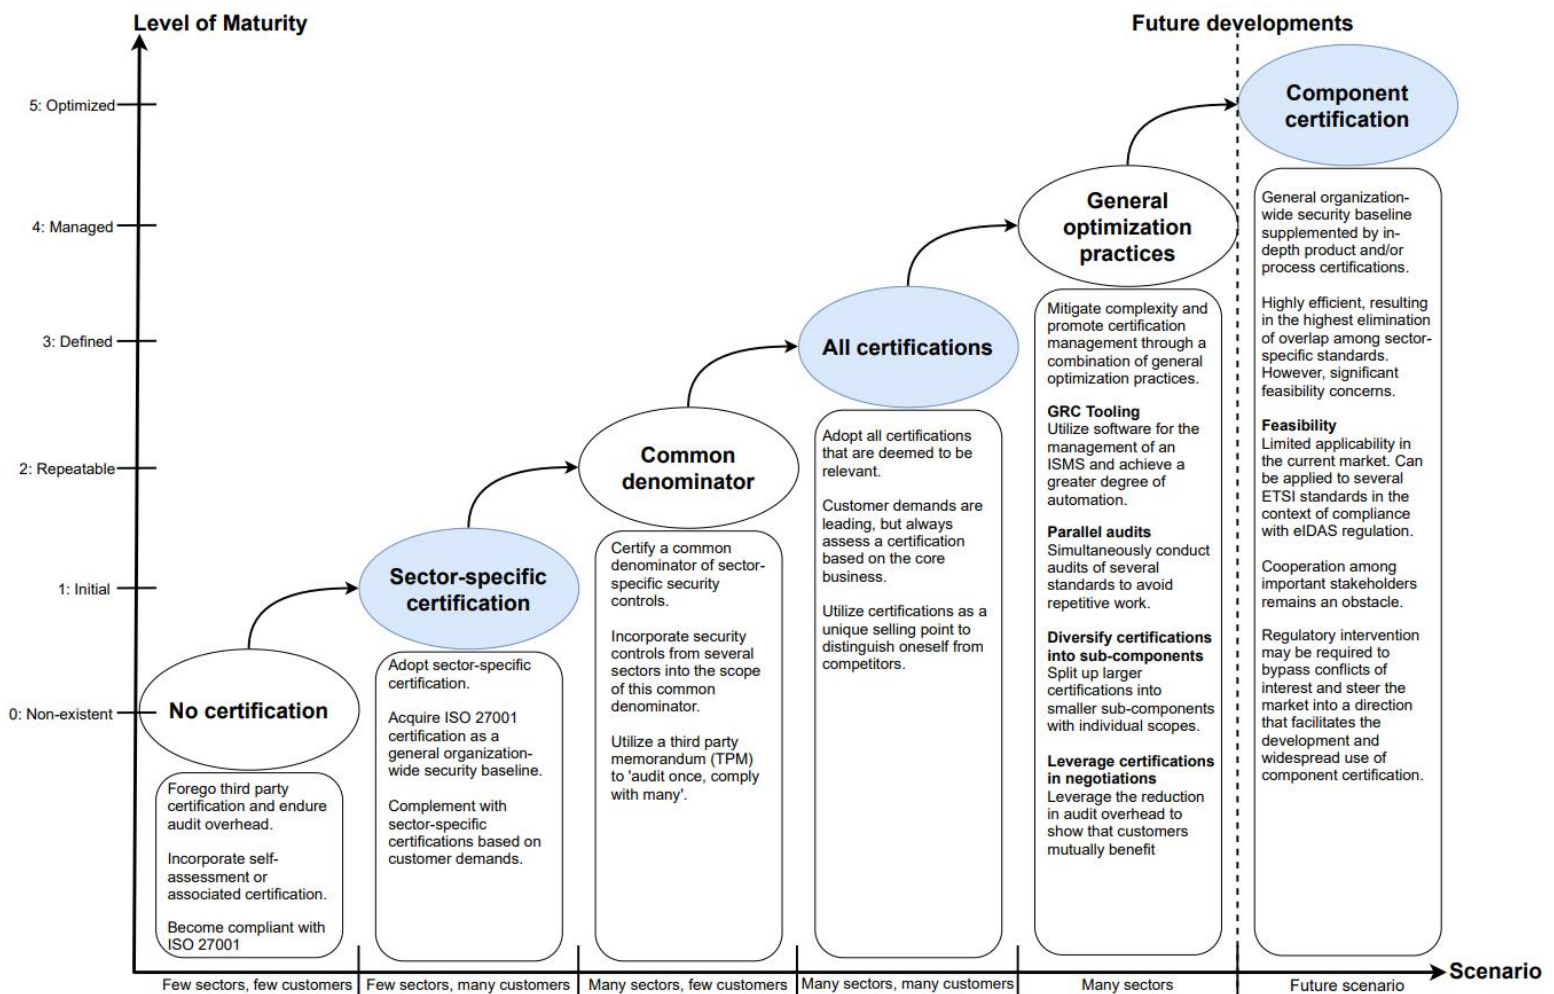 Level of Maturity
Future developments
5: Optimized
4: Managed
3: Defined
2: Repeatable
1: Initial
0: Non-existent
No certification
Forego third party
certification and endure
audit overhead.
Incorporate self-
assessment or
associated certification.
Become compliant with
ISO 27001
Sector-specific
certification
Adopt sector-specific
certification.
Acquire ISO 27001
certification as a
general organization-
wide security baseline.
Complement with
sector-specific
certifications based on
customer demands.
Common
denominator
Certify a common
denominator of sector-
specific security
controls.
Incorporate security
controls from several
sectors into the scope
of this common
denominator.
Utilize a third party
memorandum (TPM)
to 'audit once, comply
with many'.
All certifications
Adopt all certifications
that are deemed to be
relevant.
Customer demands are
leading, but always
assess a certification
based on the core
business.
Utilize certifications as a
unique selling point to
distinguish oneself from
competitors.
General
optimization
practices
Mitigate complexity and
promote certification
management through a
combination of general
optimization practices.
GRC Tooling
Utilize software for the
management of an
ISMS and achieve a
greater degree of
automation.
Parallel audits
Simultaneously conduct
audits of several
standards to avoid
repetitive work.
Diversify certifications
into sub-components
Split up larger
certifications into
smaller sub-components
with individual scopes.
Leverage certifications
in negotiations
Leverage the reduction
in audit overhead to
show that customers
mutually benefit
Component
certification
General organization-
wide security baseline
supplemented by in-
depth product and/or
process certifications.
Highly efficient, resulting
in the highest elimination
of overlap among sector-
specific standards.
However, significant
feasibility concerns.
Feasibility
Limited applicability in
the current market. Can
be applied to several
ETSI standards in the
context of compliance
with eIDAS regulation.
Cooperation among
important stakeholders
remains an obstacle.
Regulatory intervention
may be required to
bypass conflicts of
interest and steer the
market into a direction
that facilitates the
development and
widespread use of
component certification.
Scenario
Few sectors, few customers
Few sectors, many customers
Many sectors, few customers
Many sectors, many customers
Many sectors
Future scenario